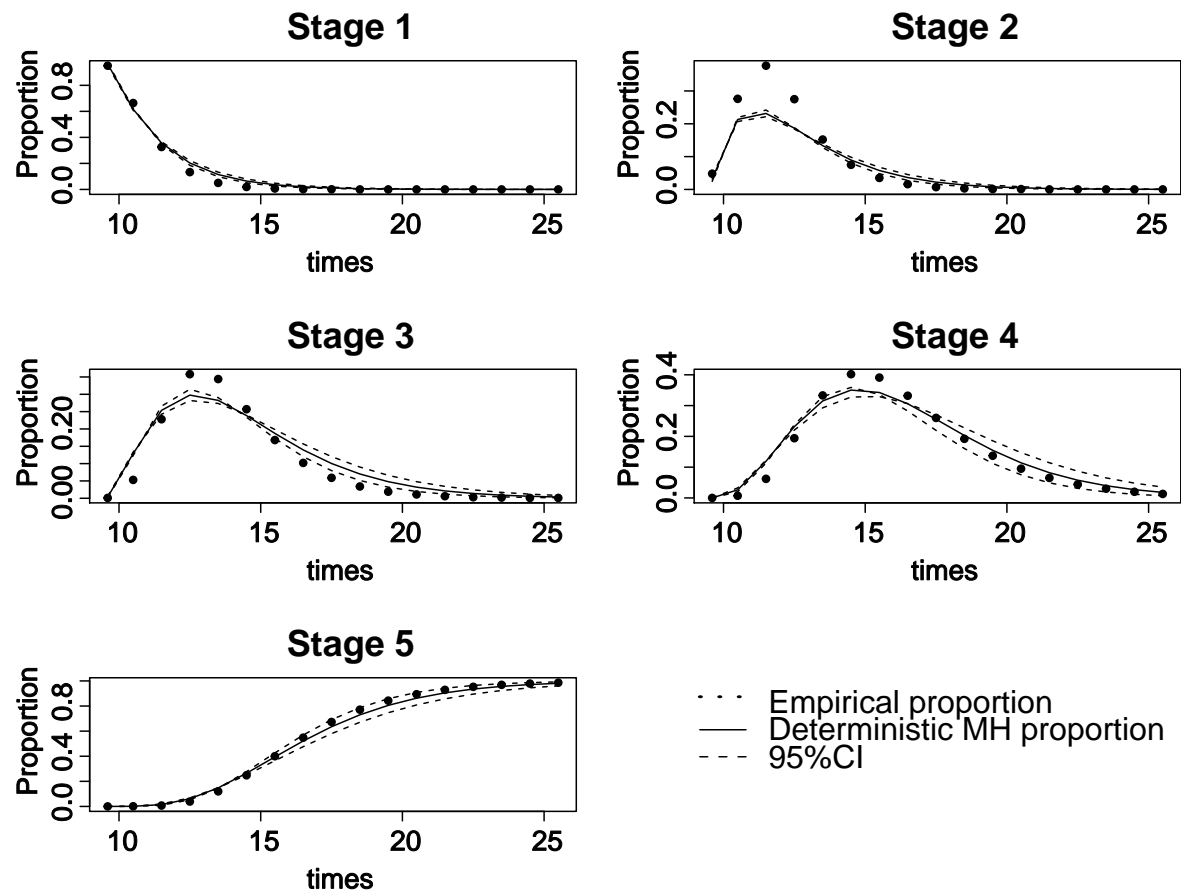 Stage 1
Proportion
0.0 0.4 0.8
10 15 20 25
times
Stage 2
Proportion
0.0 0.2
10 15 20 25
times
Stage 3
Proportion
0.00 0.20
10 15 20 25
times
Stage 4
Proportion
0.0 0.2 0.4
10 15 20 25
times
Stage 5
Proportion
0.0 0.4 0.8
10 15 20 25
times
Empirical proportion
Deterministic MH proportion
95%CI